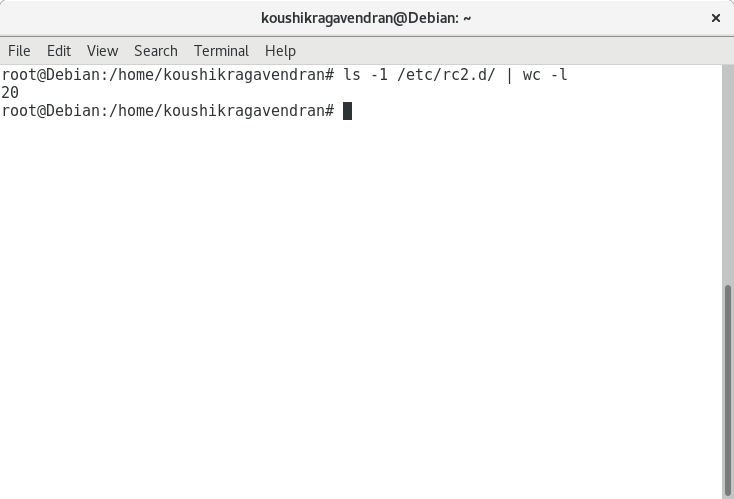 koushikragavendran@Debian: ~
File Edit View Search Terminal Help
root@Debian:/home/koushikragavendran# ls -1 /etc/rc2.d/ | wc -l
20
root@Debian:/home/koushikragavendran#